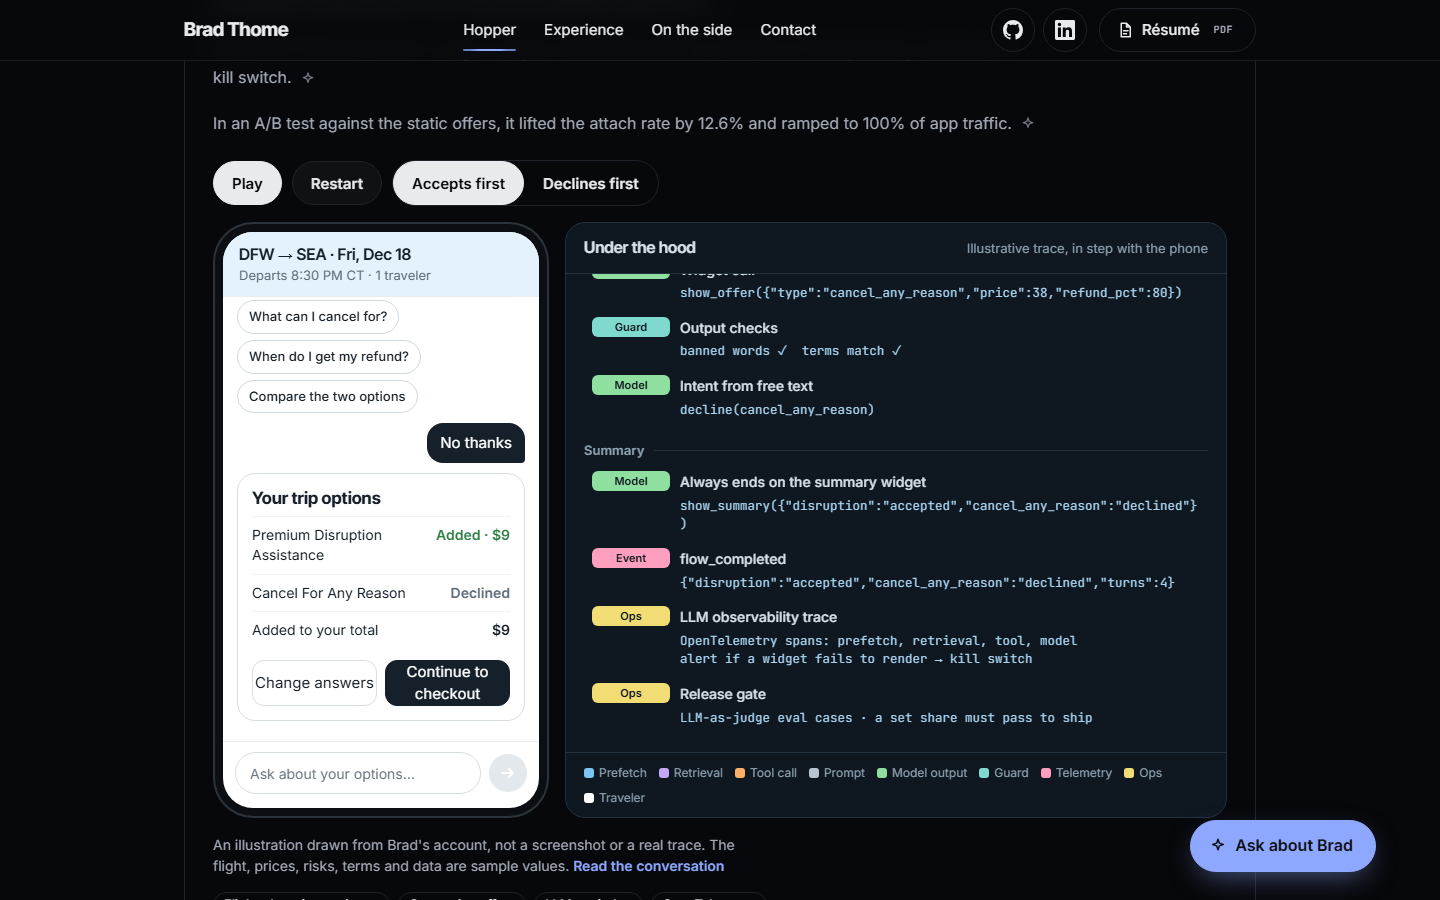 Brad Thome
Hopper
Experience
On the side
Contact
Résumé PDF
kill switch.
In an A/B test against the static offers, it lifted the attach rate by 12.6% and ramped to 100% of app traffic.
Play
Restart
Accepts first
Declines first
DFW → SEA · Fri, Dec 18
Departs 8:30 PM CT · 1 traveler
What can I cancel for?
When do I get my refund?
Compare the two options
No thanks
Your trip options
Premium Disruption
Assistance
Added · $9
Cancel For Any Reason
Declined
Added to your total
$9
Change answers
Continue to
checkout
Ask about your options...
Under the hood
Illustrative trace, in step with the phone
show_offer({"type":"cancel_any_reason","price":38,"refund_pct":80})
Guard
Output checks
banned words ✓ terms match ✓
Model
Intent from free text
decline(cancel_any_reason)
Summary
Model
Always ends on the summary widget
show_summary({"disruption":"accepted","cancel_any_reason":"declined"}
)
Event
flow_completed
{"disruption":"accepted","cancel_any_reason":"declined","turns":4}
Ops
LLM observability trace
OpenTelemetry spans: prefetch, retrieval, tool, model
alert if a widget fails to render → kill switch
Ops
Release gate
LLM-as-judge eval cases · a set share must pass to ship
Prefetch
Retrieval
Tool call
Prompt
Model output
Guard
Telemetry
Ops
Traveler
An illustration drawn from Brad's account, not a screenshot or a real trace. The
flight, prices, risks, terms and data are sample values. Read the conversation
Ask about Brad